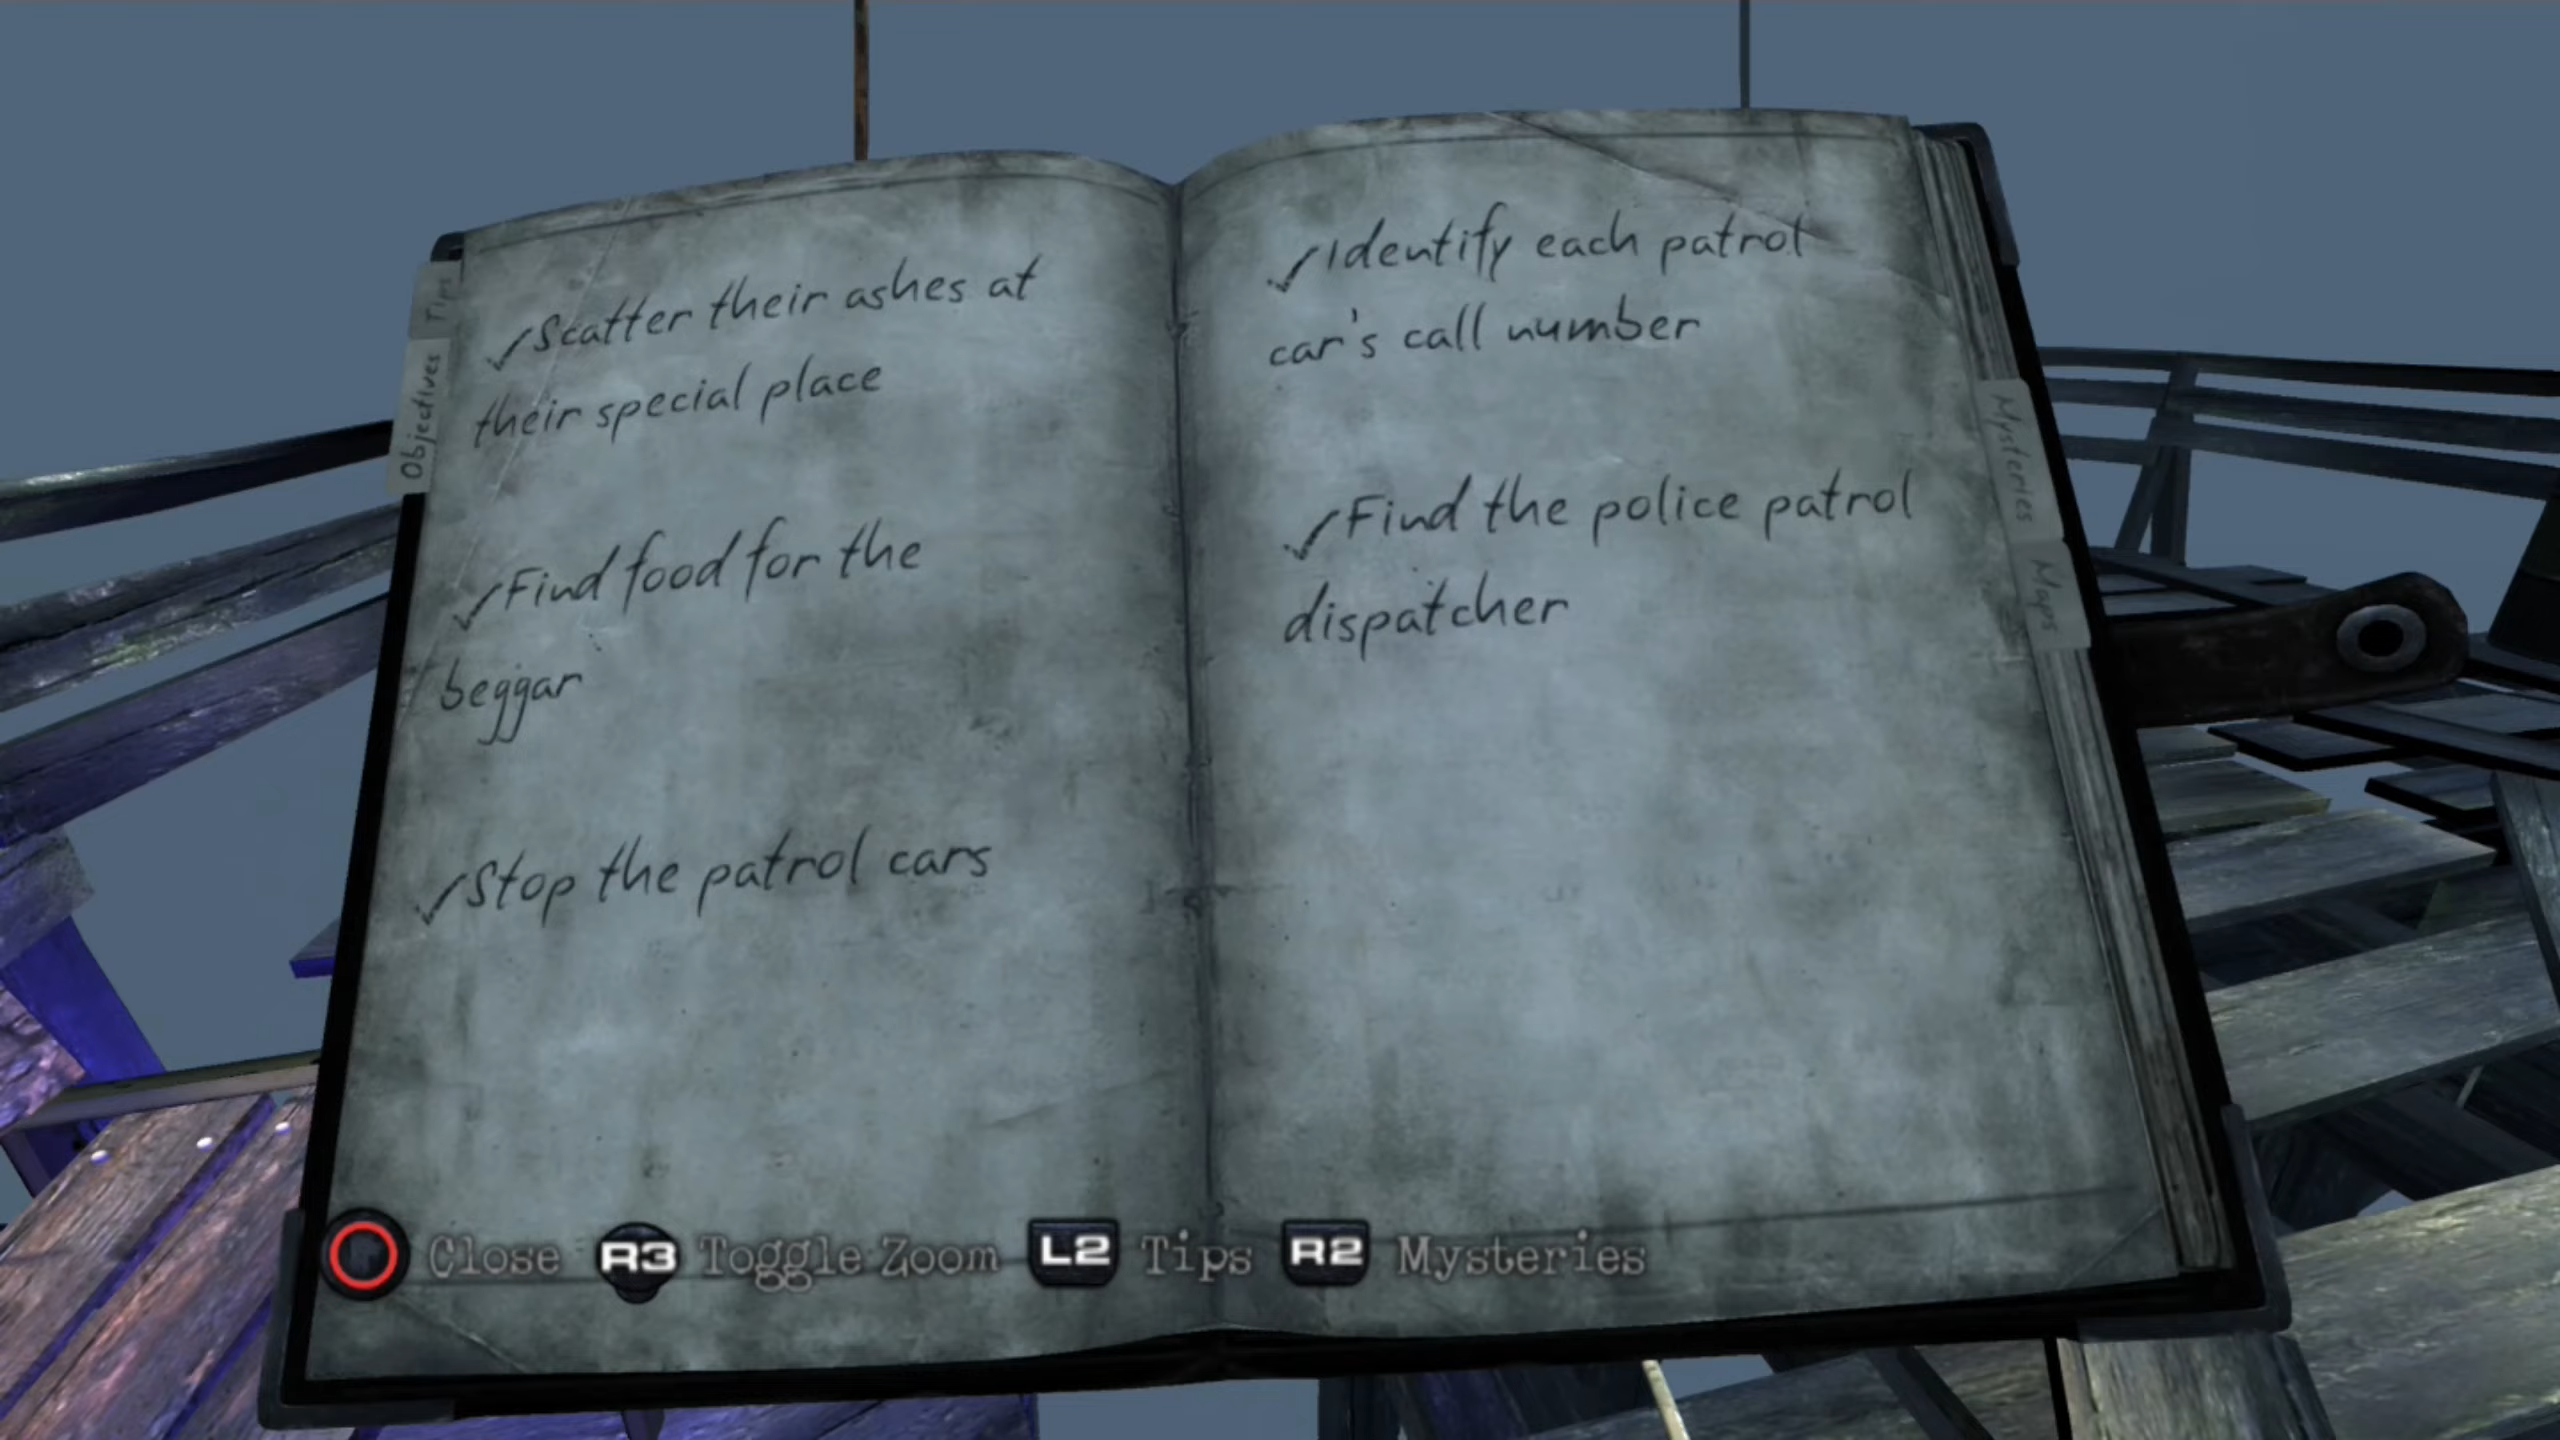 ✓Scatter their ashes at
their special place
✓Find food for the
beggar
✓Stop the patrol cars
✓Identify each patrol
car's call number
✓Find the police patrol
dispatcher
Tips
Objectives
Mysteries
Maps
Close R3 Toggle Zoom L2 Tips R2 Mysteries